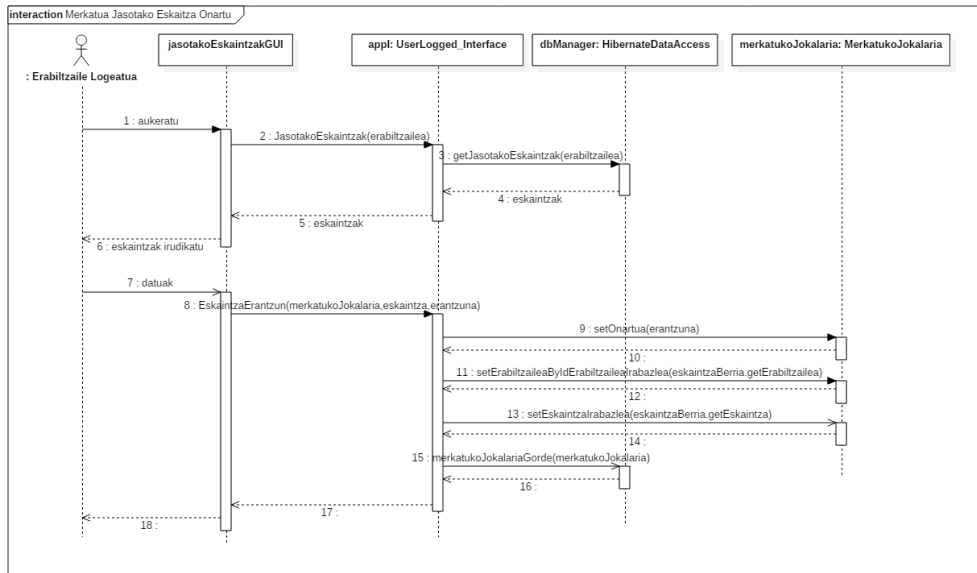 interaction Merkatua Jasotako Eskaitza Onartu
: Erabiltzaile Logeatua
jasotakoEskaintzakGUI
appl: UserLogged_Interface
dbManager: HibernateDataAccess
merkatukoJokalaria: MerkatukoJokalaria
1 : aukeratu
2 : JasotakoEskaintzak(erabiltzailea)
3 : getJasotakoEskaintzak(erabiltzailea)
4 : eskaintzak
5 : eskaintzak
6 : eskaintzak irudikatu
7 : datuak
8 : EskaintzaErantzun(merkatukoJokalaria,eskaintza,erantzuna)
9 : setOnartua(erantzuna)
10 :
11 : setErabiltzaileaByIdErabiltzaileaIrabazlea(eskaintzaBerria.getErabiltzailea)
12 :
13 : setEskaintzaIrabazlea(eskaintzaBerria.getEskaintza)
14 :
15 : merkatukoJokalariaGorde(merkatukoJokalaria)
16 :
17 :
18 :